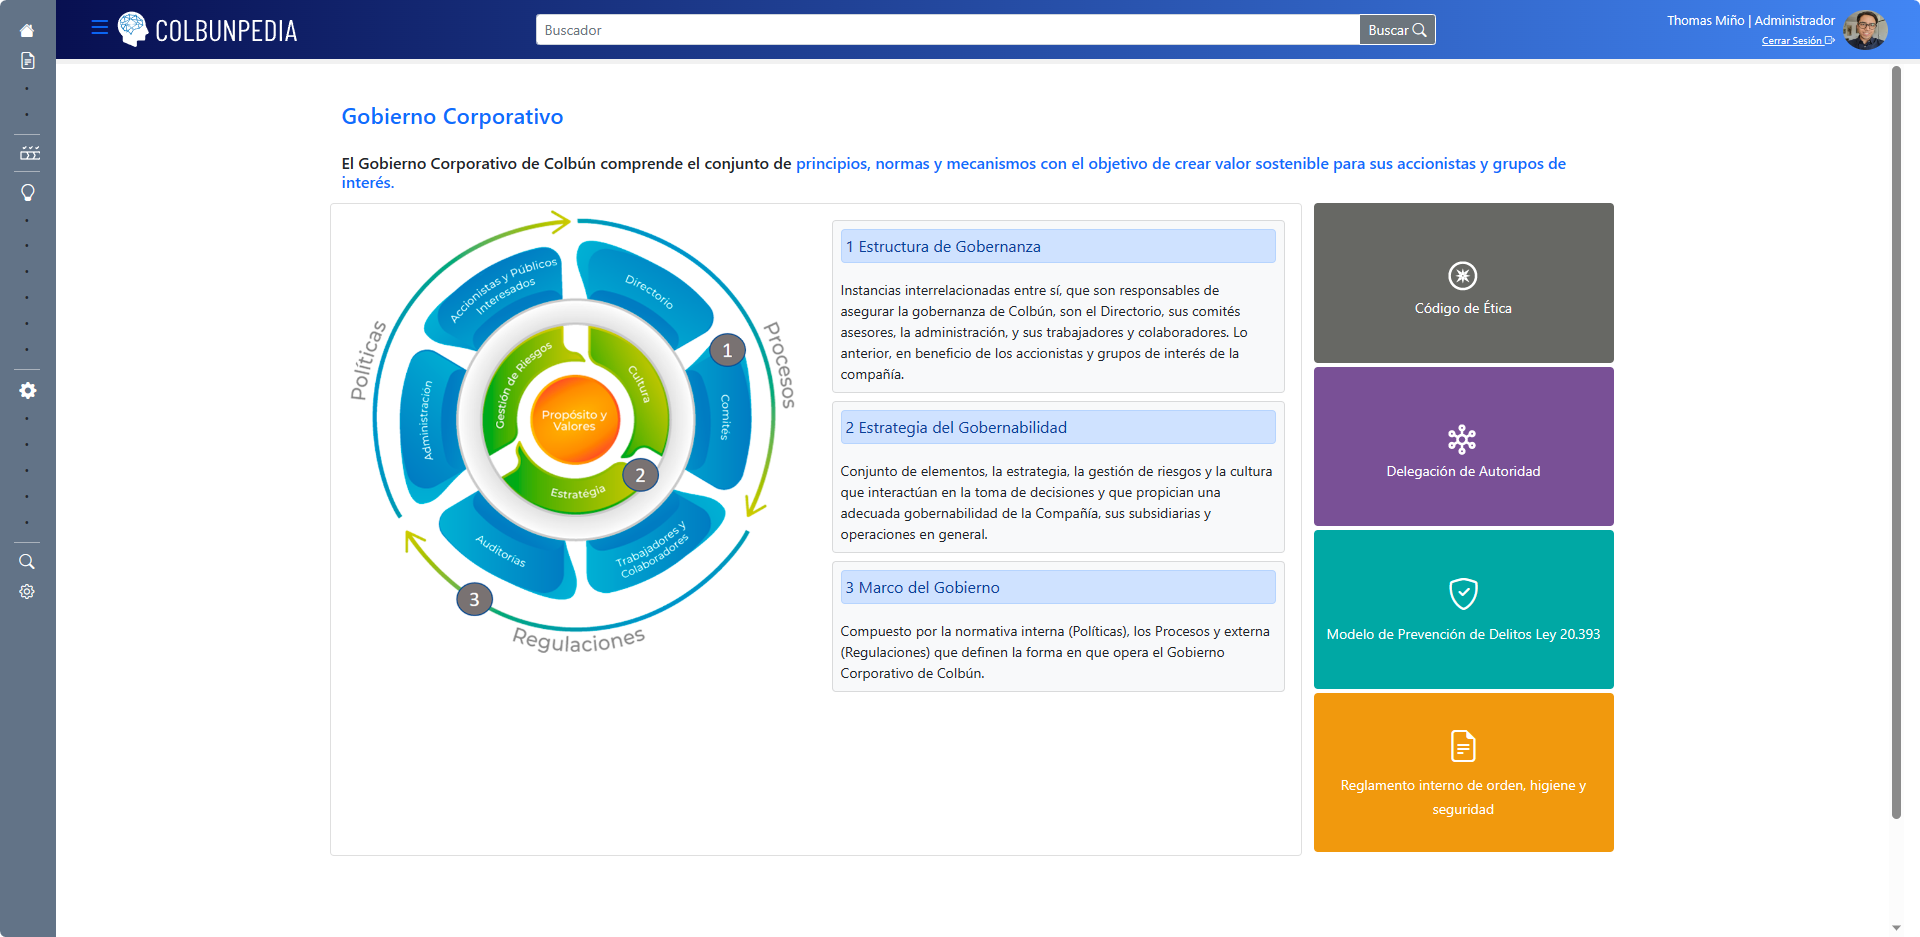 COLBUNPEDIA
Buscador
Buscar
Thomas Miño | Administrador
Cerrar Sesión
Gobierno Corporativo
El Gobierno Corporativo de Colbún comprende el conjunto de principios, normas y mecanismos con el objetivo de crear valor sostenible para sus accionistas y grupos de
interés.
Políticas
Procesos
Regulaciones
Accionistas y Públicos
Interesados
Directorio
Comités
Trabajadores y
Colaboradores
Auditorías
Administración
Gestión de Riesgos
Cultura
Estratégia
Propósito y
Valores
1
2
3
1 Estructura de Gobernanza
Instancias interrelacionadas entre sí, que son responsables de
asegurar la gobernanza de Colbún, son el Directorio, sus comités
asesores, la administración, y sus trabajadores y colaboradores. Lo
anterior, en beneficio de los accionistas y grupos de interés de la
compañía.
2 Estrategia del Gobernabilidad
Conjunto de elementos, la estrategia, la gestión de riesgos y la cultura
que interactúan en la toma de decisiones y que propician una
adecuada gobernabilidad de la Compañía, sus subsidiarias y
operaciones en general.
3 Marco del Gobierno
Compuesto por la normativa interna (Políticas), los Procesos y externa
(Regulaciones) que definen la forma en que opera el Gobierno
Corporativo de Colbún.
Código de Ética
Delegación de Autoridad
Modelo de Prevención de Delitos Ley 20.393
Reglamento interno de orden, higiene y
seguridad